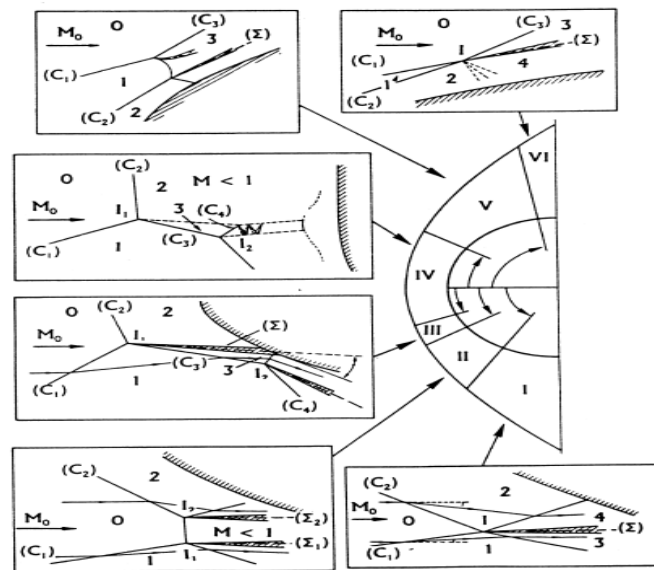 0 (C₃) 3 (Σ)
M₀
(C₁) 1
(C₂) 2
0 (C₃) 3
M₀ I (Σ)
(C₁) 4
1 2
(C₂)
VI
V
IV
III
II
I
(C₂)
0 2 M < 1
M₀ I₁ 3 (C₄)
(C₁) 1 (C₃) I₂
0 (C₂) 2
M₀ I₁ (Σ)
(C₃) 3
(C₁) 1 (C₄)
(C₂) 2
M₀ 0 (Σ₂)
M < 1
(C₁) 1 I₁ (Σ₁)
(C₂) 2
M₀ 0 I 4 (Σ)
(C₁) 1 3